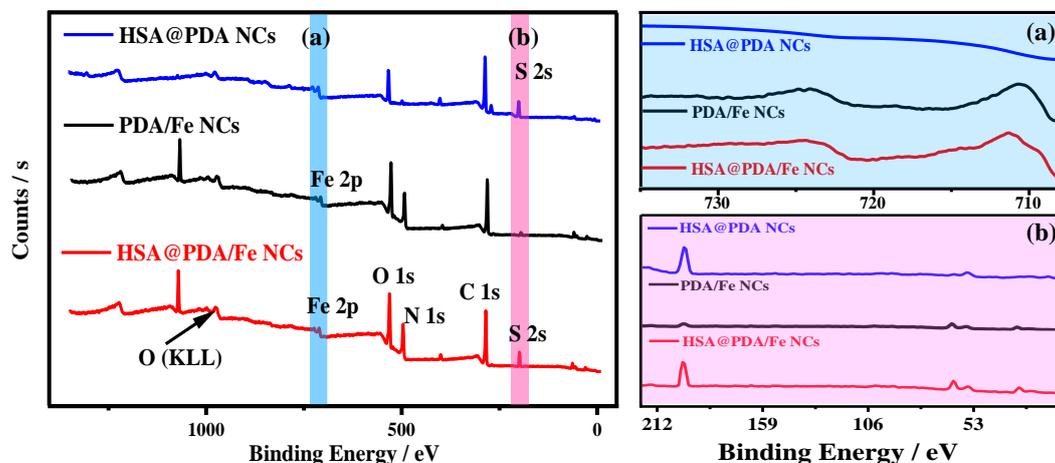 HSA@PDA NCs
(a)
(b)
S 2s
PDA/Fe NCs
Fe 2p
HSA@PDA/Fe NCs
O 1s
C 1s
Fe 2p
N 1s
S 2s
O (KLL)
Counts / s
1000
500
0
Binding Energy / eV
(a)
HSA@PDA NCs
PDA/Fe NCs
HSA@PDA/Fe NCs
730
720
710
(b)
HSA@PDA NCs
PDA/Fe NCs
HSA@PDA/Fe NCs
212
159
106
53
Binding Energy / eV